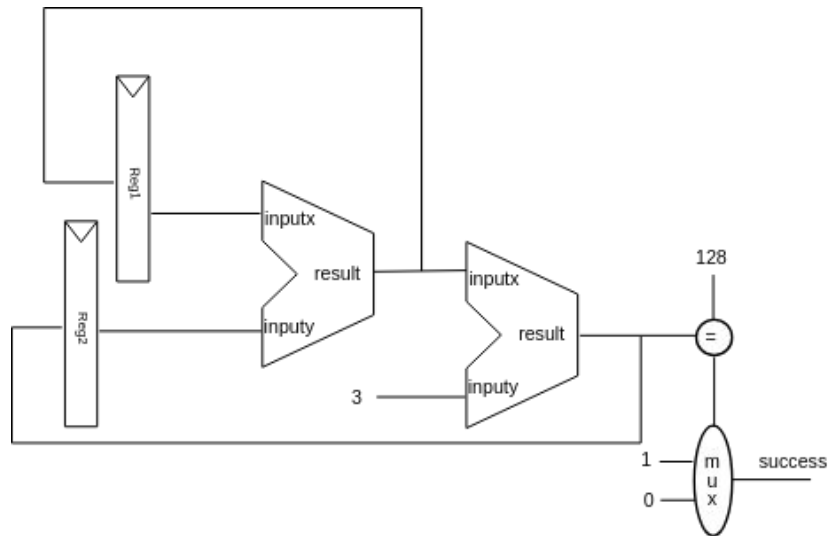 Reg1
inputx
result
inputy
Reg2
inputx
result
inputy
3
128
=
1
0
m
u
x
success